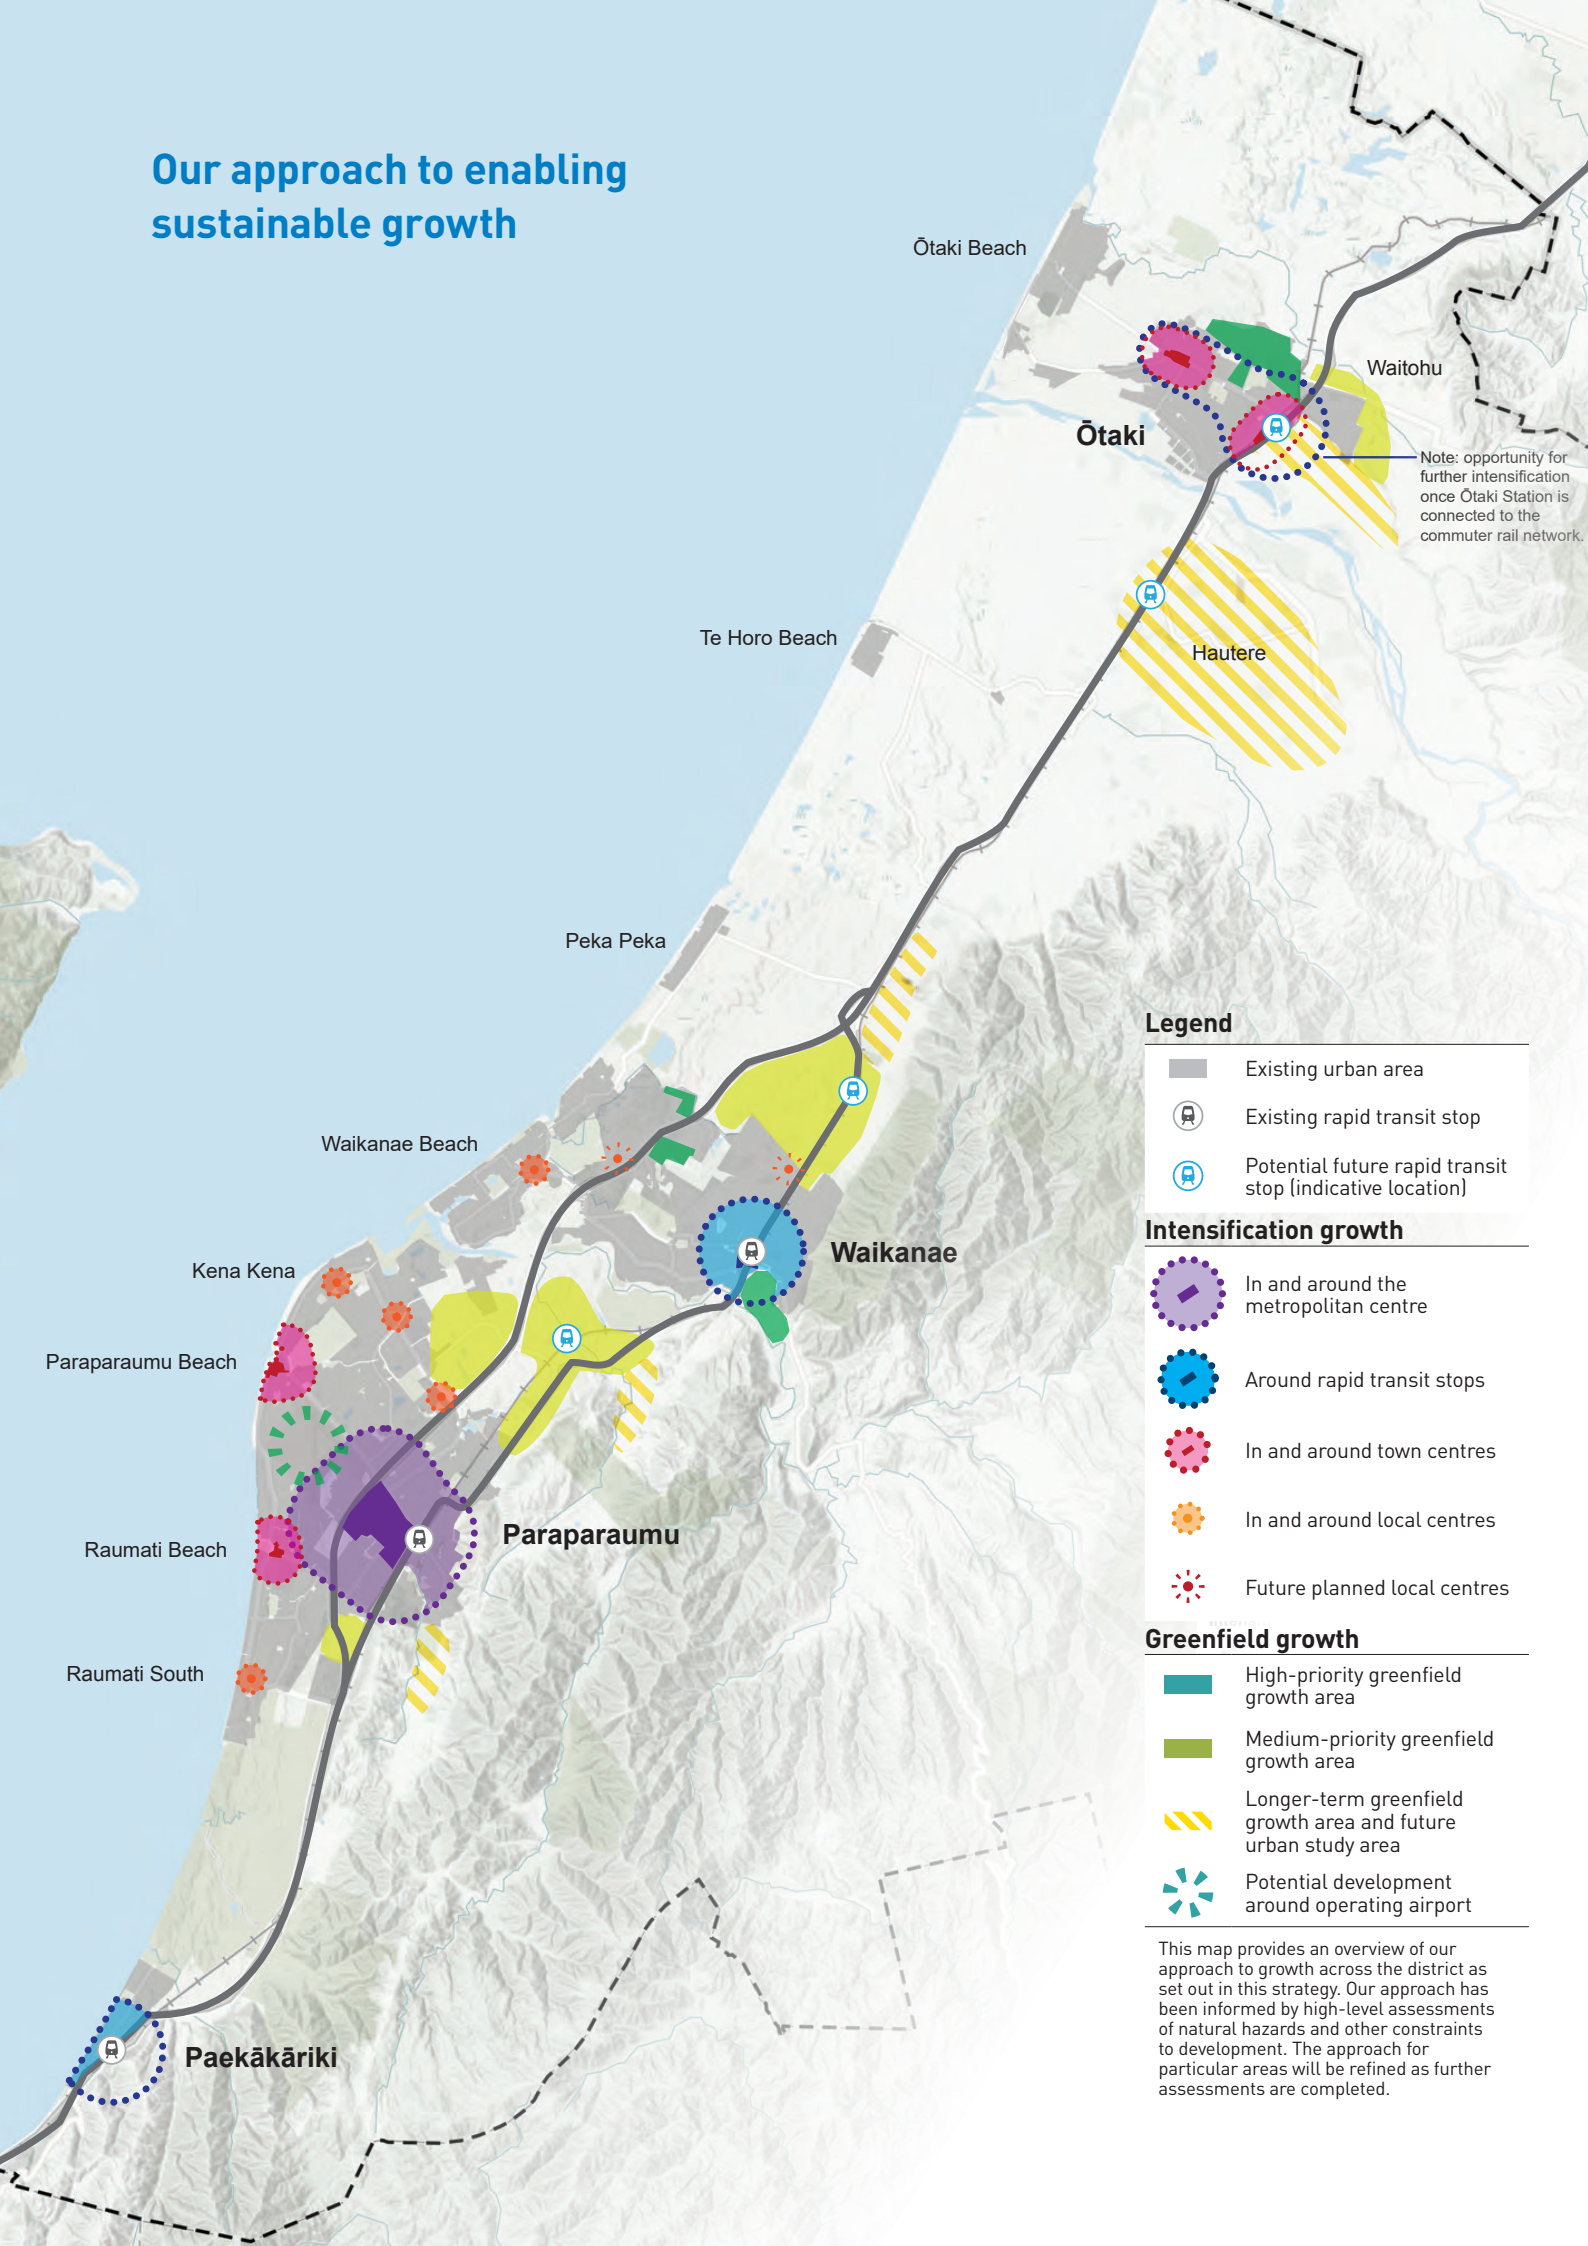 Our approach to enabling
sustainable growth
Ōtaki Beach
Waitohu
Ōtaki
Note: opportunity for
further intensification
once Ōtaki Station is
connected to the
commuter rail network.
Te Horo Beach
Hautere
Peka Peka
Waikanae Beach
Waikanae
Kena Kena
Paraparaumu Beach
Paraparaumu
Raumati Beach
Raumati South
Paekākāriki
Legend
Existing urban area
Existing rapid transit stop
Potential future rapid transit
stop (indicative location)
Intensification growth
In and around the
metropolitan centre
Around rapid transit stops
In and around town centres
In and around local centres
Future planned local centres
Greenfield growth
High-priority greenfield
growth area
Medium-priority greenfield
growth area
Longer-term greenfield
growth area and future
urban study area
Potential development
around operating airport
This map provides an overview of our
approach to growth across the district as
set out in this strategy. Our approach has
been informed by high-level assessments
of natural hazards and other constraints
to development. The approach for
particular areas will be refined as further
assessments are completed.